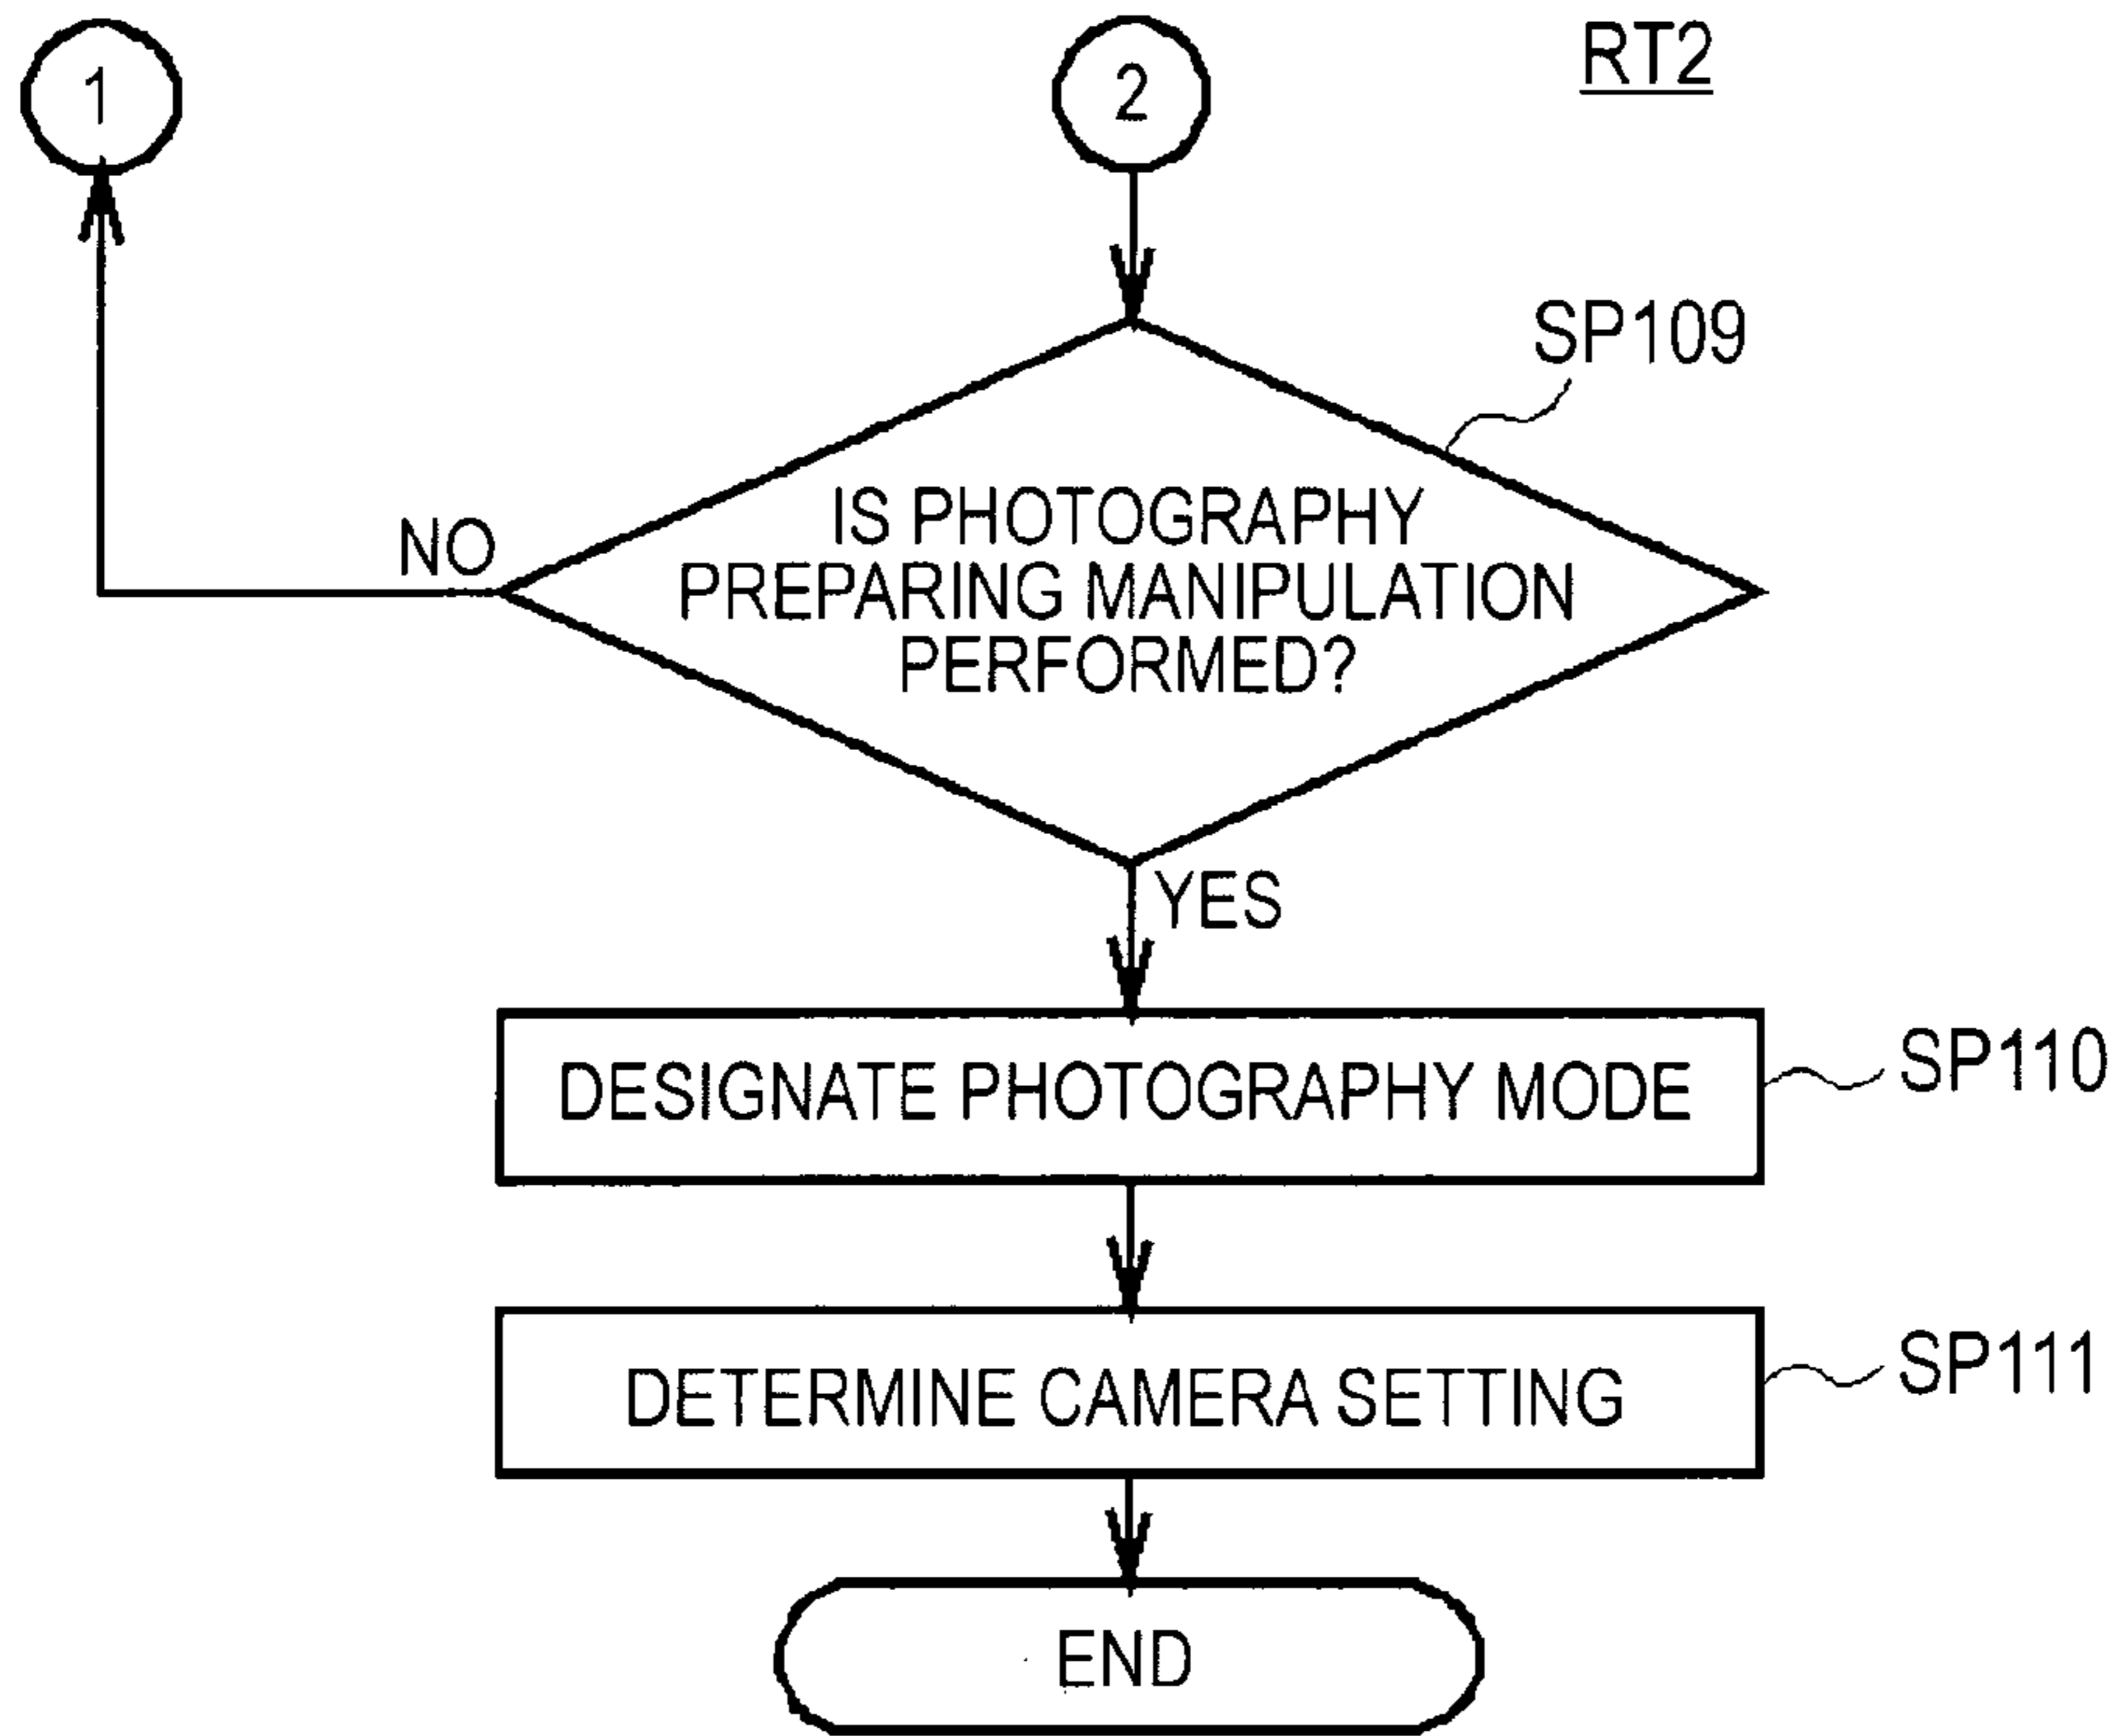 1
2
RT2
SP109
IS PHOTOGRAPHY
PREPARING MANIPULATION
PERFORMED?
NO
YES
DESIGNATE PHOTOGRAPHY MODE
SP110
DETERMINE CAMERA SETTING
SP111
END